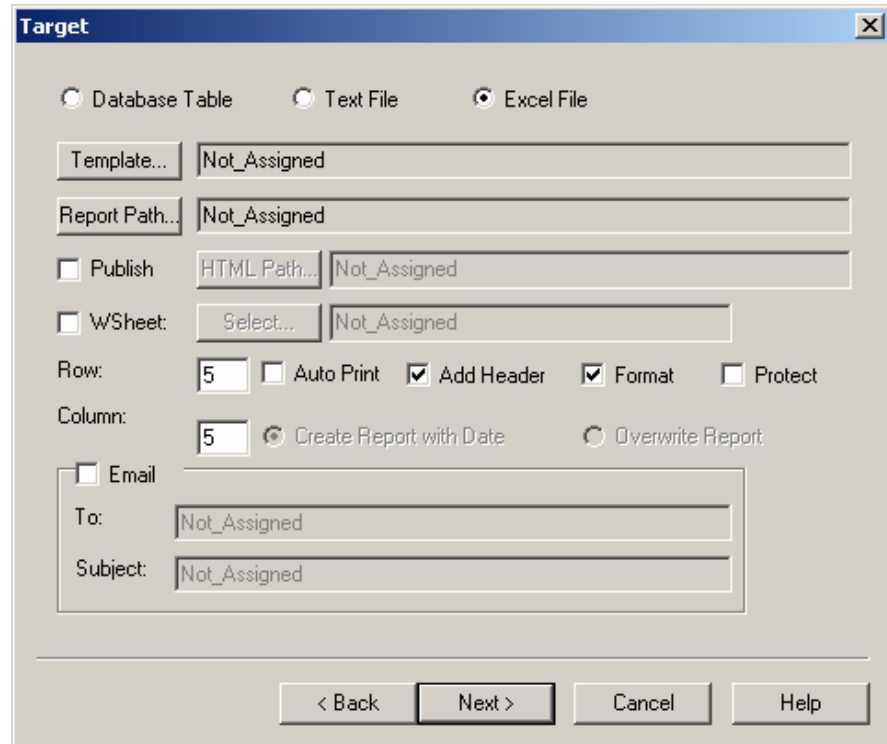 Target
Database Table Text File Excel File
Template... Not_Assigned
Report Path... Not_Assigned
Publish HTML Path... Not_Assigned
WSheet: Select... Not_Assigned
Row: 5 Auto Print Add Header Format Protect
Column: 5 Create Report with Date Overwrite Report
Email
To: Not_Assigned
Subject: Not_Assigned
< Back Next > Cancel Help